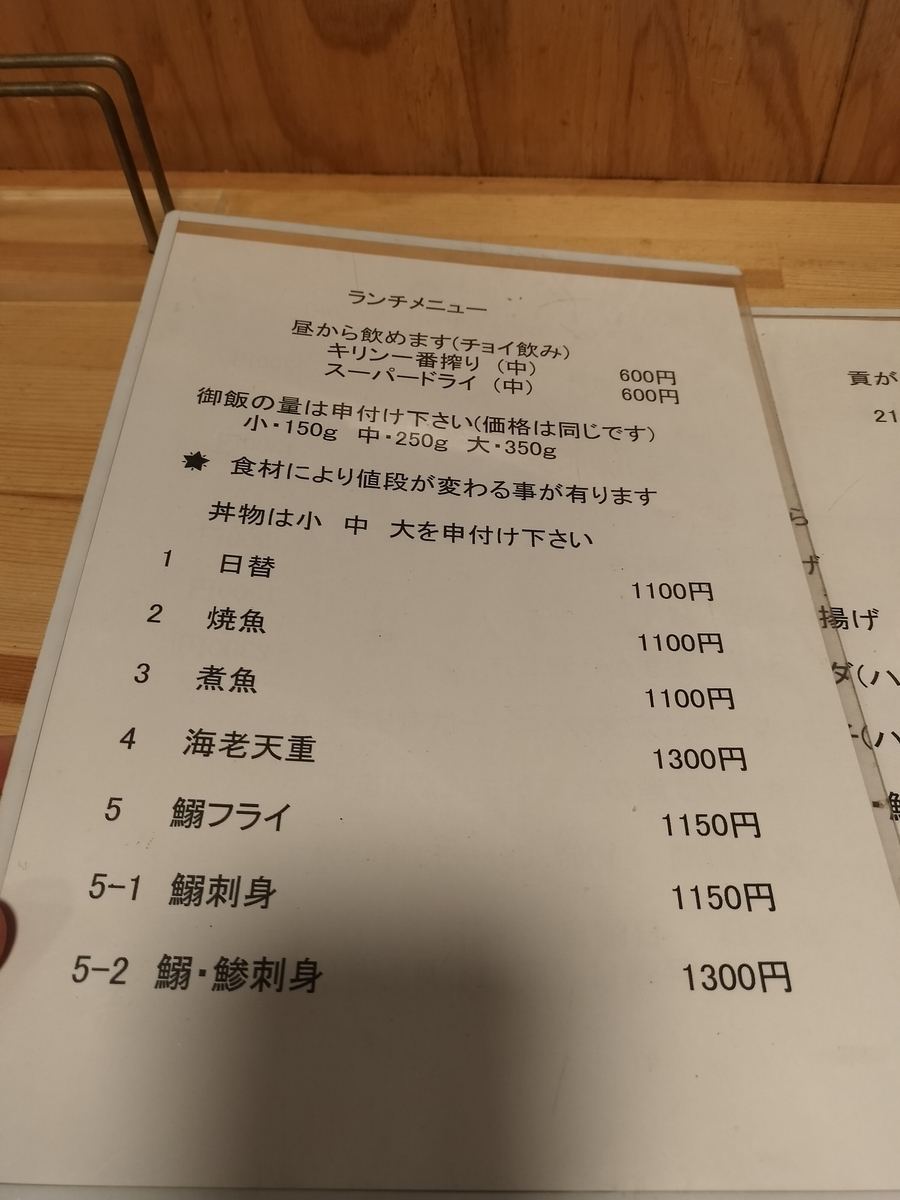 ランチメニュー
昼から飲めます(チョイ飲み)
キリン一番搾り (中) 600円
スーパードライ (中) 600円
御飯の量は申付け下さい(価格は同じです)
小・150g 中・250g 大・350g
★ 食材により値段が変わる事が有ります
丼物は小 中 大を申付け下さい
1 日替 1100円
2 焼魚 1100円
3 煮魚 1100円
4 海老天重 1300円
5 鰯フライ 1150円
5-1 鰯刺身 1150円
5-2 鰯・鯵刺身 1300円
貢が
21
ら
げ
揚げ
ダ(ハ